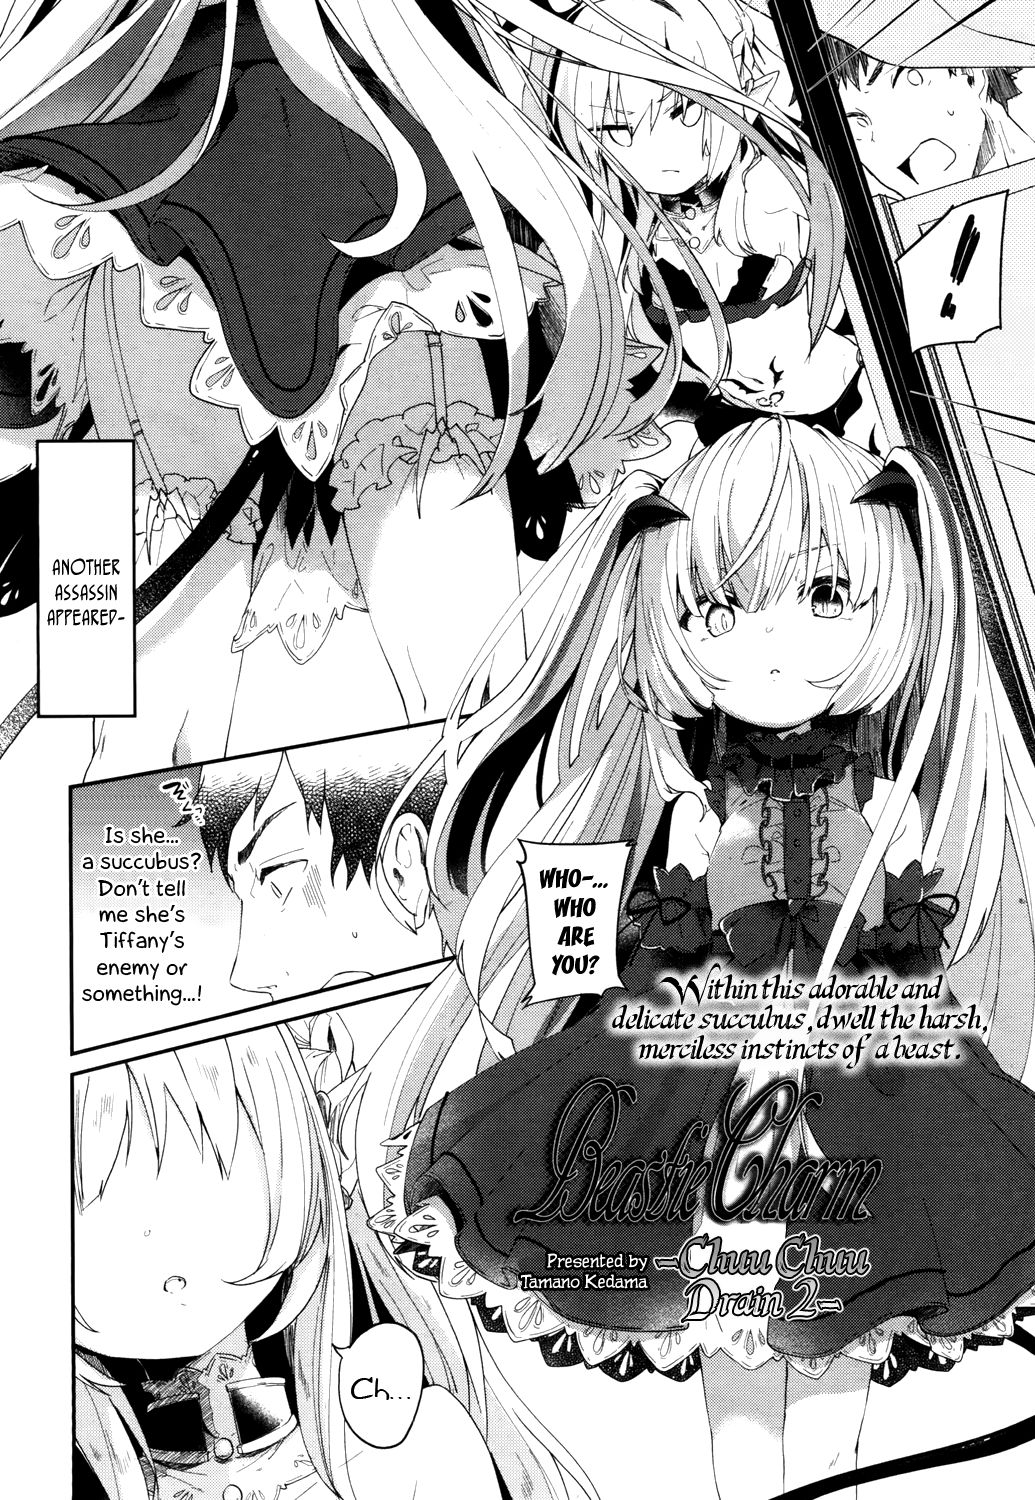 ANOTHER
ASSASSIN
APPEARED-
WHO-...
WHO
ARE
YOU?
Within this adorable and
delicate succubus, dwell the harsh,
merciless instincts of a beast.
Beastie Charm
-Chuu Chuu
Drain 2-
Presented by
Tamano Kedama
Is she...
a succubus?
Don't tell
me she's
Tiffany's
enemy or
something...!
Ch...